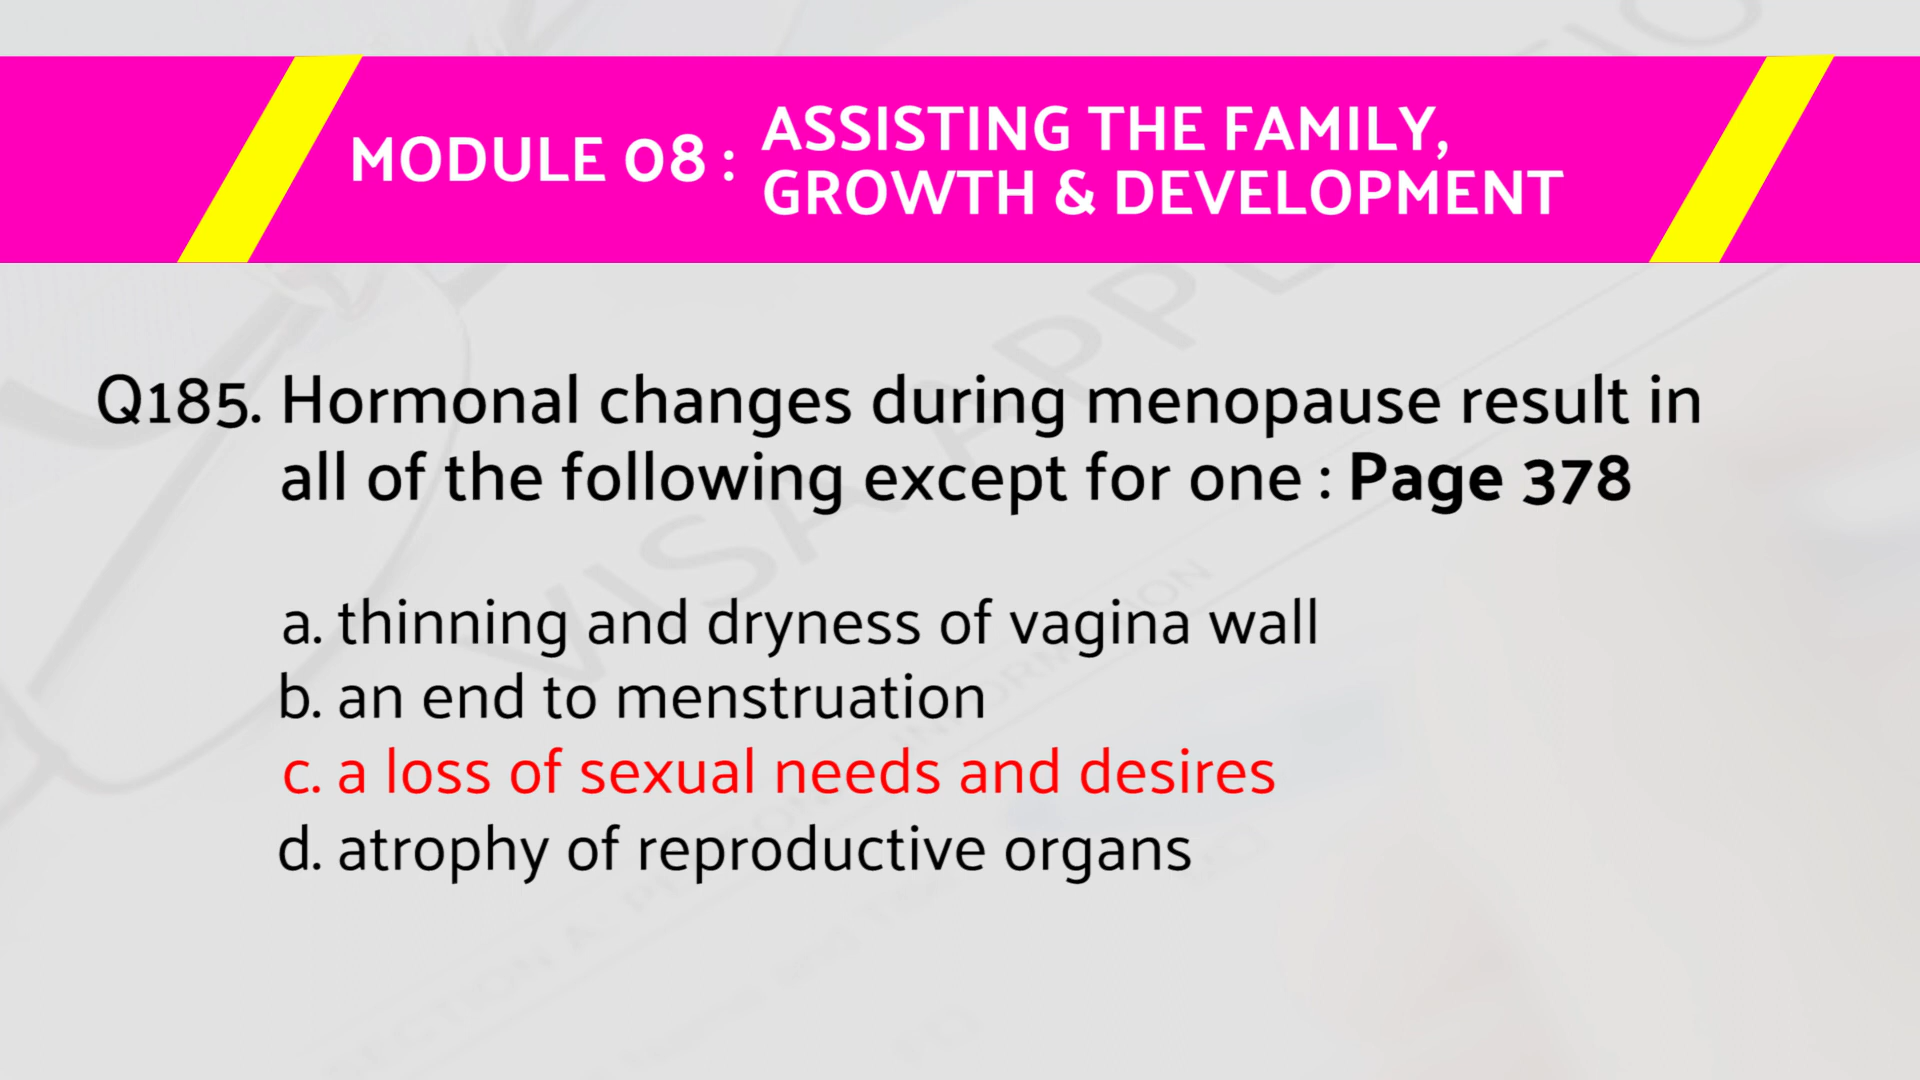 MODULE 08 :
ASSISTING THE FAMILY,
GROWTH & DEVELOPMENT
Q185. Hormonal changes during menopause result in
all of the following except for one : Page 378
a. thinning and dryness of vagina wall
b. an end to menstruation
c. a loss of sexual needs and desires
d. atrophy of reproductive organs